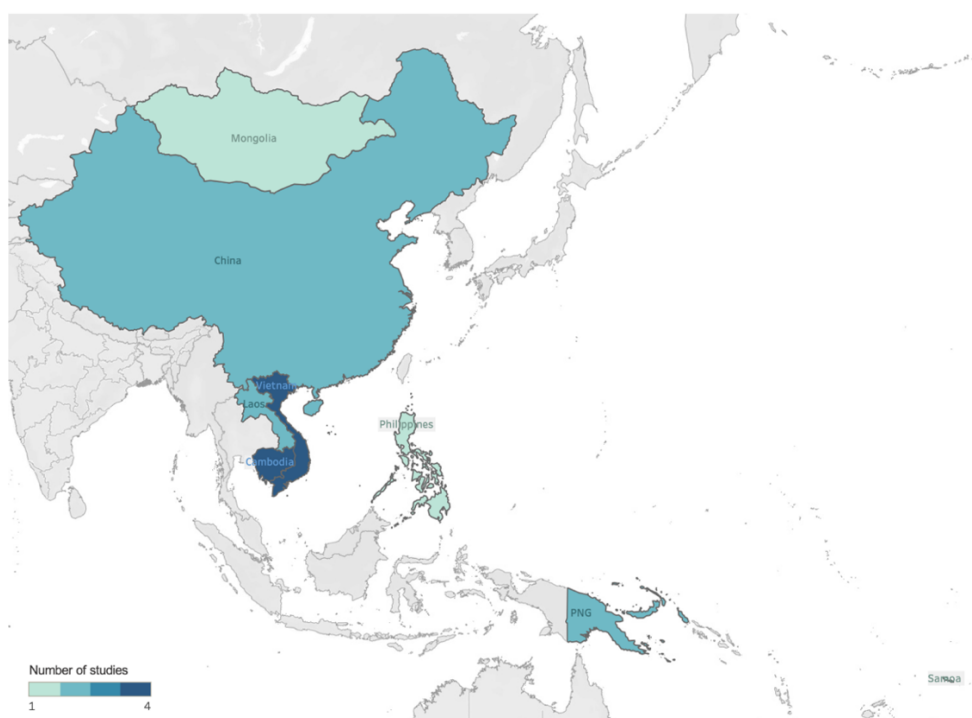 Mongolia
China
Vietnam
Laos
Philippines
Cambodia
PNG
Samoa
Number of studies
1 4